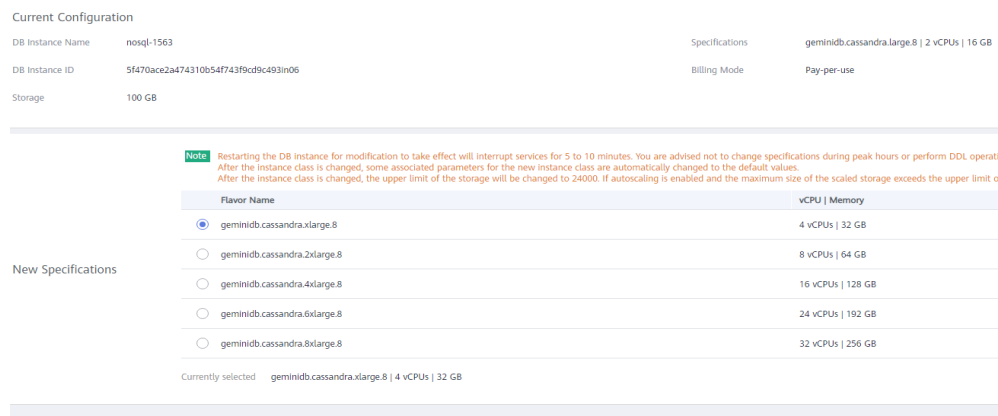 Current Configuration
DB Instance Name nosql-1563 Specifications geminidb.cassandra.large.8 | 2 vCPUs | 16 GB
DB Instance ID 5f470ace2a474310b54f743f9cd9c493in06 Billing Mode Pay-per-use
Storage 100 GB
Note Restarting the DB instance for modification to take effect will interrupt services for 5 to 10 minutes. You are advised not to change specifications during peak hours or perform DDL operati
After the instance class is changed, some associated parameters for the new instance class are automatically changed to the default values.
After the instance class is changed, the upper limit of the storage will be changed to 24000. If autoscaling is enabled and the maximum size of the scaled storage exceeds the upper limit o
Flavor Name vCPU | Memory
geminidb.cassandra.xlarge.8 4 vCPUs | 32 GB
geminidb.cassandra.2xlarge.8 8 vCPUs | 64 GB
New Specifications
geminidb.cassandra.4xlarge.8 16 vCPUs | 128 GB
geminidb.cassandra.6xlarge.8 24 vCPUs | 192 GB
geminidb.cassandra.8xlarge.8 32 vCPUs | 256 GB
Currently selected geminidb.cassandra.xlarge.8 | 4 vCPUs | 32 GB